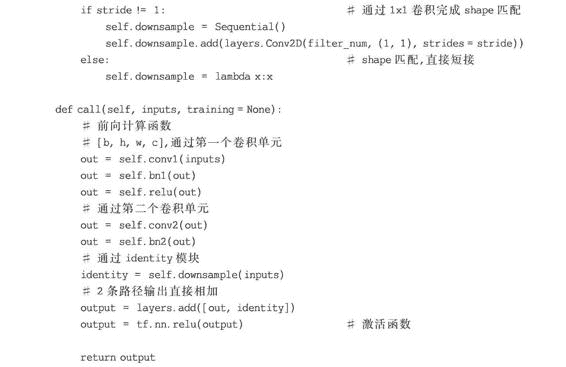 if stride != 1: # 通过 1x1 卷积完成 shape 匹配
self.downsample = Sequential()
self.downsample.add(layers.Conv2D(filter_num, (1, 1), strides = stride))
else: # shape 匹配,直接短接
self.downsample = lambda x:x
def call(self, inputs, training = None):
# 前向计算函数
# [b, h, w, c],通过第一个卷积单元
out = self.conv1(inputs)
out = self.bn1(out)
out = self.relu(out)
# 通过第二个卷积单元
out = self.conv2(out)
out = self.bn2(out)
# 通过 identity 模块
identity = self.downsample(inputs)
# 2 条路径输出直接相加
output = layers.add([out, identity])
output = tf.nn.relu(output) # 激活函数
return output